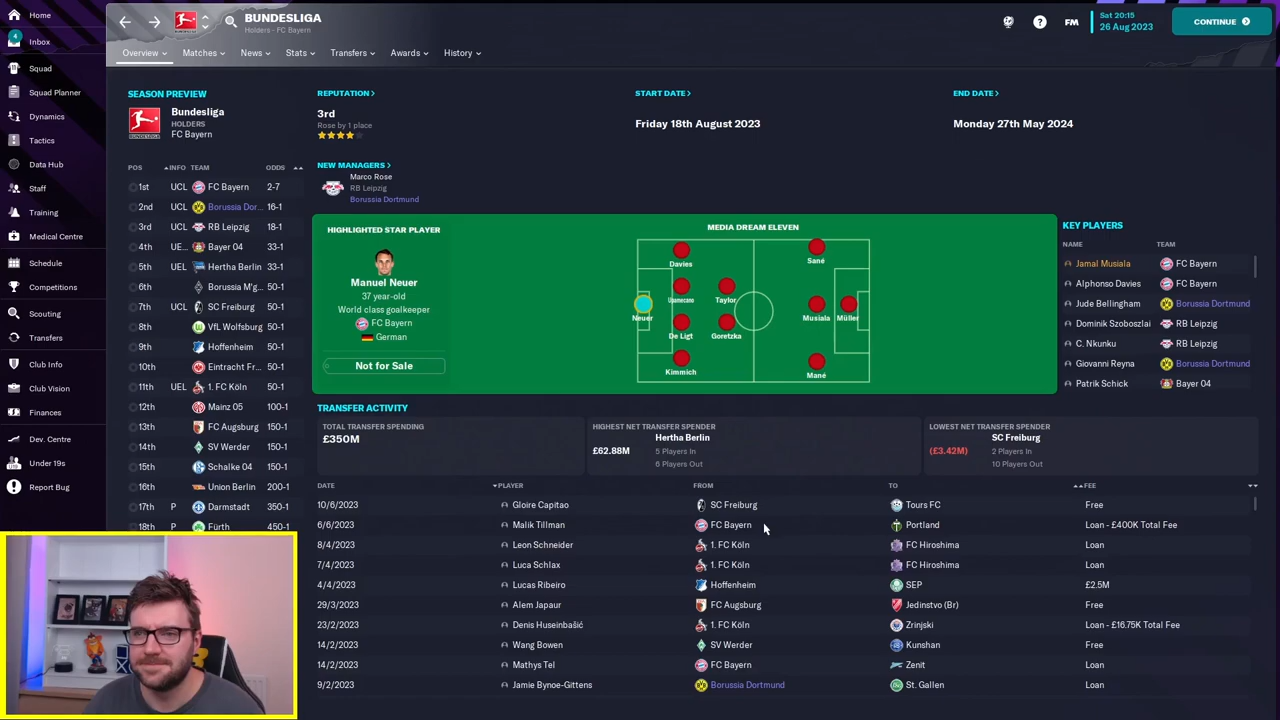 Home
4
Inbox
Squad
Squad Planner
Dynamics
Tactics
Data Hub
Staff
Training
Medical Centre
Schedule
Competitions
Scouting
Transfers
Club Info
Club Vision
Finances
Dev. Centre
Under 19s
Report Bug
BUNDESLIGA
Holders - FC Bayern
FM
Sat 20:15
26 Aug 2023
CONTINUE
Overview Matches News Stats Transfers Awards History
SEASON PREVIEW
Bundesliga
HOLDERS
FC Bayern
POS INFO TEAM ODDS
1st UCL FC Bayern 2-7
2nd UCL Borussia Dor... 16-1
3rd UCL RB Leipzig 18-1
4th UE... Bayer 04 33-1
5th UEL Hertha Berlin 33-1
6th Borussia M'g... 50-1
7th UCL SC Freiburg 50-1
8th VfL Wolfsburg 50-1
9th Hoffenheim 50-1
10th Eintracht Fr... 50-1
11th UEL 1. FC Köln 50-1
12th Mainz 05 100-1
13th FC Augsburg 150-1
14th SV Werder 150-1
15th Schalke 04 150-1
16th Union Berlin 200-1
17th P Darmstadt 350-1
18th P Fürth 450-1
REPUTATION
3rd
Rose by 1 place
START DATE
Friday 18th August 2023
END DATE
Monday 27th May 2024
NEW MANAGERS
Marco Rose
RB Leipzig
Borussia Dortmund
HIGHLIGHTED STAR PLAYER
Manuel Neuer
37 year-old
World class goalkeeper
FC Bayern
German
Not for Sale
MEDIA DREAM ELEVEN
Davies
Sané
Upamecano
Taylor
Neuer
Musiala
Müller
De Ligt
Goretzka
Kimmich
Mané
KEY PLAYERS
NAME TEAM
Jamal Musiala FC Bayern
Alphonso Davies FC Bayern
Jude Bellingham Borussia Dortmund
Dominik Szoboszlai RB Leipzig
C. Nkunku RB Leipzig
Giovanni Reyna Borussia Dortmund
Patrik Schick Bayer 04
TRANSFER ACTIVITY
TOTAL TRANSFER SPENDING
£350M
HIGHEST NET TRANSFER SPENDER
Hertha Berlin
£62.88M
5 Players In
6 Players Out
LOWEST NET TRANSFER SPENDER
SC Freiburg
(£3.42M)
2 Players In
10 Players Out
DATE PLAYER FROM TO FEE
10/6/2023 Gloire Capitao SC Freiburg Tours FC Free
6/6/2023 Malik Tillman FC Bayern Portland Loan - £400K Total Fee
8/4/2023 Leon Schneider 1. FC Köln FC Hiroshima Loan
7/4/2023 Luca Schlax 1. FC Köln FC Hiroshima Loan
4/4/2023 Lucas Ribeiro Hoffenheim SEP £2.5M
29/3/2023 Alem Japaur FC Augsburg Jedinstvo (Br) Free
23/2/2023 Denis Huseinbašić 1. FC Köln Zrinjski Loan - £16.75K Total Fee
14/2/2023 Wang Bowen SV Werder Kunshan Free
14/2/2023 Mathys Tel FC Bayern Zenit Loan
9/2/2023 Jamie Bynoe-Gittens Borussia Dortmund St. Gallen Loan